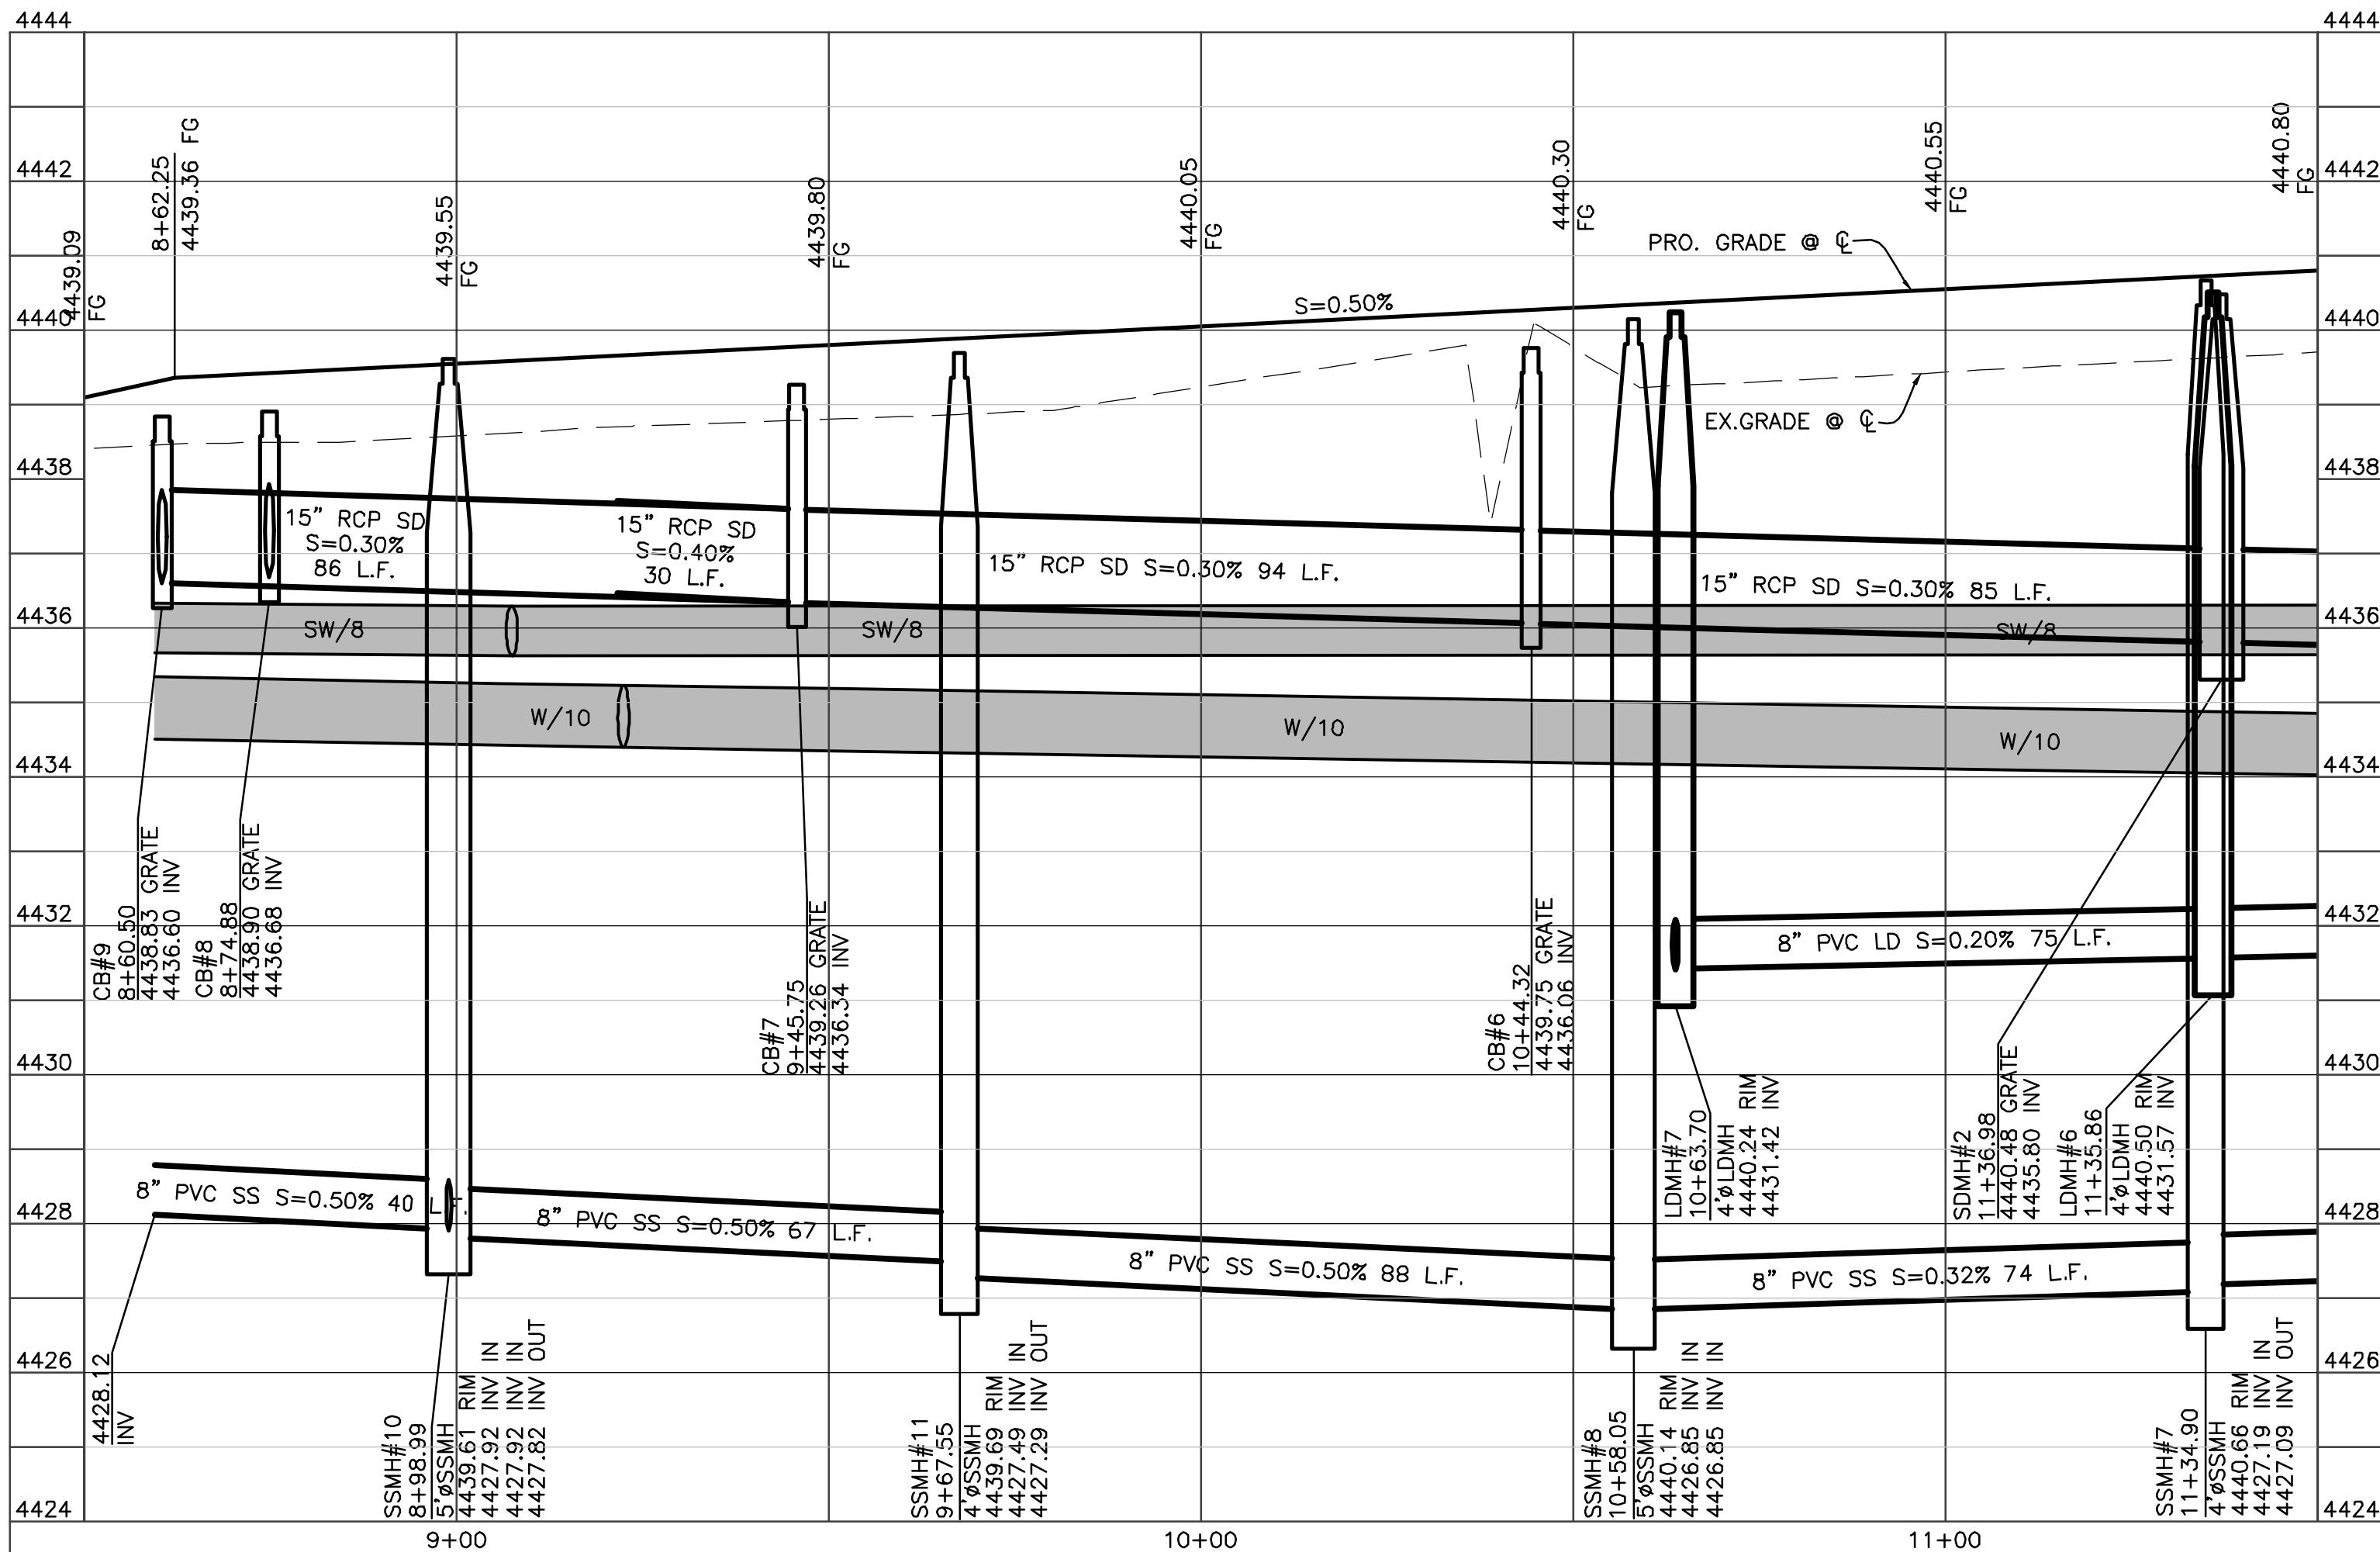 4444
4444
4442
4442
4440
4440
4438
4438
4436
4436
4434
4434
4432
4432
4430
4430
4428
4428
4426
4426
4424
4424
4439.09
FG
8+62.25
4439.36 FG
4439.55
FG
4439.80
FG
4440.05
FG
4440.30
FG
4440.55
FG
4440.80
FG
S=0.50%
PRO. GRADE @ ℄
EX.GRADE @ ℄
15" RCP SD
S=0.30%
86 L.F.
15" RCP SD
S=0.40%
30 L.F.
15" RCP SD S=0.30% 94 L.F.
15" RCP SD S=0.30% 85 L.F.
SW/8
SW/8
SW/8
W/10
W/10
W/10
CB#9
8+60.50
4438.83 GRATE
4436.60 INV
CB#8
8+74.88
4438.90 GRATE
4436.68 INV
CB#7
9+45.75
4439.26 GRATE
4436.34 INV
CB#6
10+44.32
4439.75 GRATE
4436.06 INV
8" PVC LD S=0.20% 75 L.F.
LDMH#7
10+63.70
4'øLDMH
4440.24 RIM
4431.42 INV
SDMH#2
11+36.98
4440.48 GRATE
4435.80 INV
LDMH#6
11+35.86
4'øLDMH
4440.50 RIM
4431.57 INV
8" PVC SS S=0.50% 40 L.F.
8" PVC SS S=0.50% 67 L.F.
8" PVC SS S=0.50% 88 L.F.
8" PVC SS S=0.32% 74 L.F.
4428.12
INV
SSMH#10
8+98.99
5'øSSMH
4439.61 RIM
4427.92 INV IN
4427.92 INV IN
4427.82 INV OUT
SSMH#11
9+67.55
4'øSSMH
4439.69 RIM
4427.49 INV IN
4427.29 INV OUT
SSMH#8
10+58.05
5'øSSMH
4440.14 RIM
4426.85 INV IN
4426.85 INV IN
SSMH#7
11+34.90
4'øSSMH
4440.66 RIM
4427.19 INV IN
4427.09 INV OUT
9+00
10+00
11+00